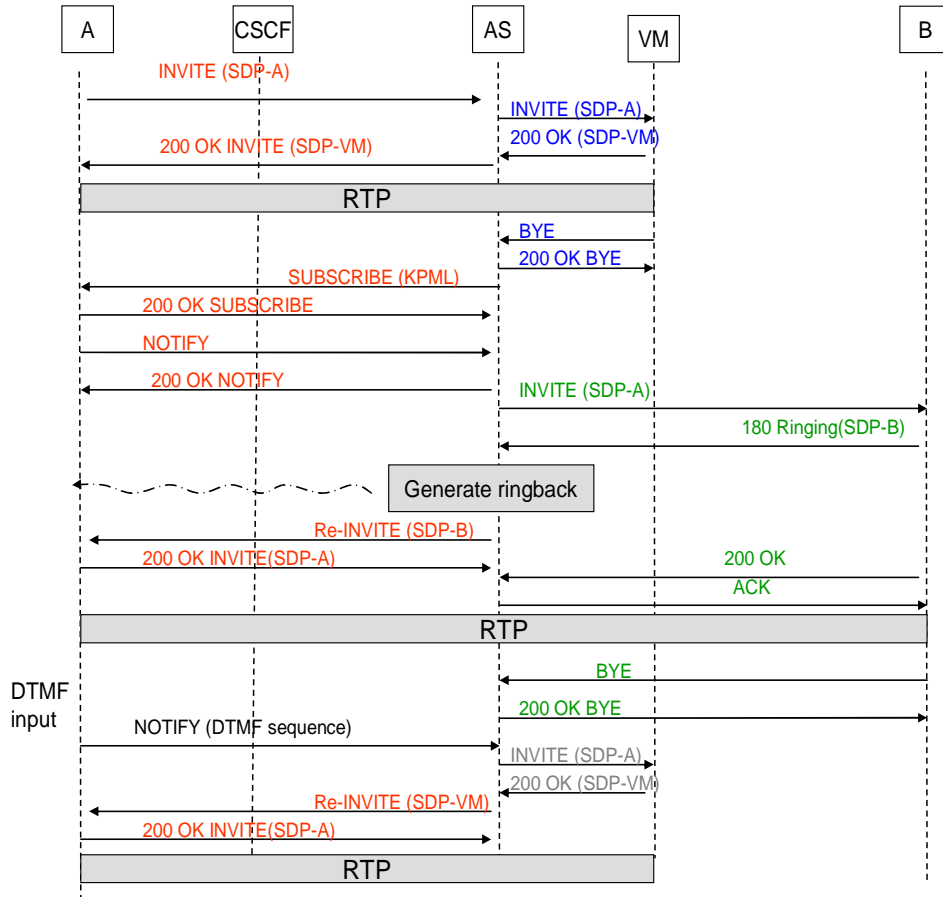 A
CSCF
AS
VM
B
INVITE (SDP-A)
INVITE (SDP-A)
200 OK (SDP-VM)
200 OK INVITE (SDP-VM)
RTP
BYE
200 OK BYE
SUBSCRIBE (KPML)
200 OK SUBSCRIBE
NOTIFY
200 OK NOTIFY
INVITE (SDP-A)
180 Ringing(SDP-B)
Generate ringback
Re-INVITE (SDP-B)
200 OK INVITE(SDP-A)
200 OK
ACK
RTP
BYE
DTMF
input
200 OK BYE
NOTIFY (DTMF sequence)
INVITE (SDP-A)
200 OK (SDP-VM)
Re-INVITE (SDP-VM)
200 OK INVITE(SDP-A)
RTP